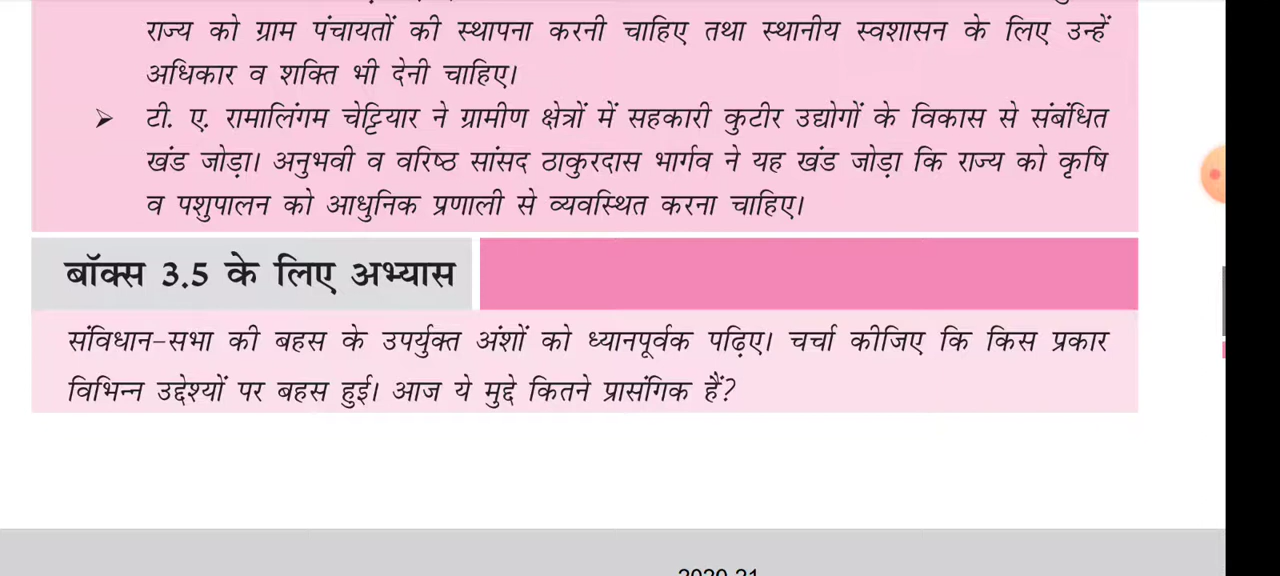 राज्य को ग्राम पंचायतों की स्थापना करनी चाहिए तथा स्थानीय स्वशासन के लिए उन्हें
अधिकार व शक्ति भी देनी चाहिए।
➢ टी. ए. रामालिंगम चेट्टियार ने ग्रामीण क्षेत्रों में सहकारी कुटीर उद्योगों के विकास से संबंधित
खंड जोड़ा। अनुभवी व वरिष्ठ सांसद ठाकुरदास भार्गव ने यह खंड जोड़ा कि राज्य को कृषि
व पशुपालन को आधुनिक प्रणाली से व्यवस्थित करना चाहिए।
बॉक्स 3.5 के लिए अभ्यास
संविधान-सभा की बहस के उपर्युक्त अंशों को ध्यानपूर्वक पढ़िए। चर्चा कीजिए कि किस प्रकार
विभिन्न उद्देश्यों पर बहस हुई। आज ये मुद्दे कितने प्रासंगिक हैं?
2020-21